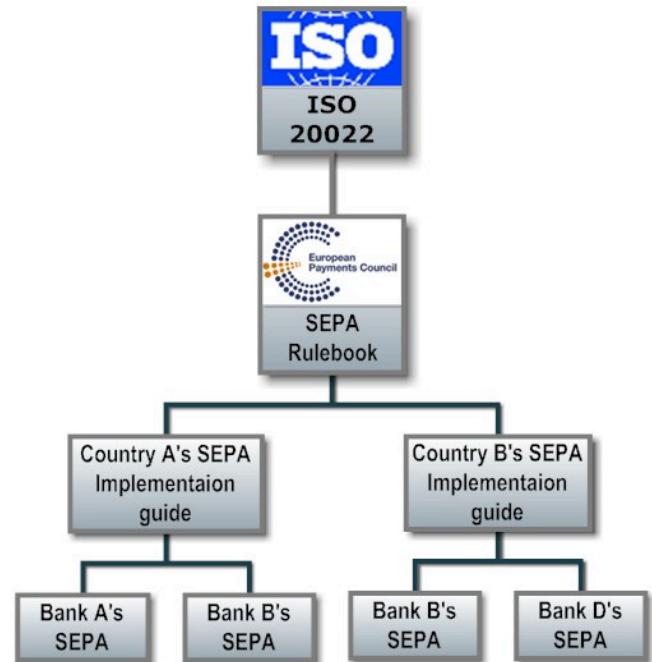 ISO
ISO
20022
European
Payments Council
SEPA
Rulebook
Country A's SEPA
Implementaion
guide
Country B's SEPA
Implementaion
guide
Bank A's
SEPA
Bank B's
SEPA
Bank B's
SEPA
Bank D's
SEPA